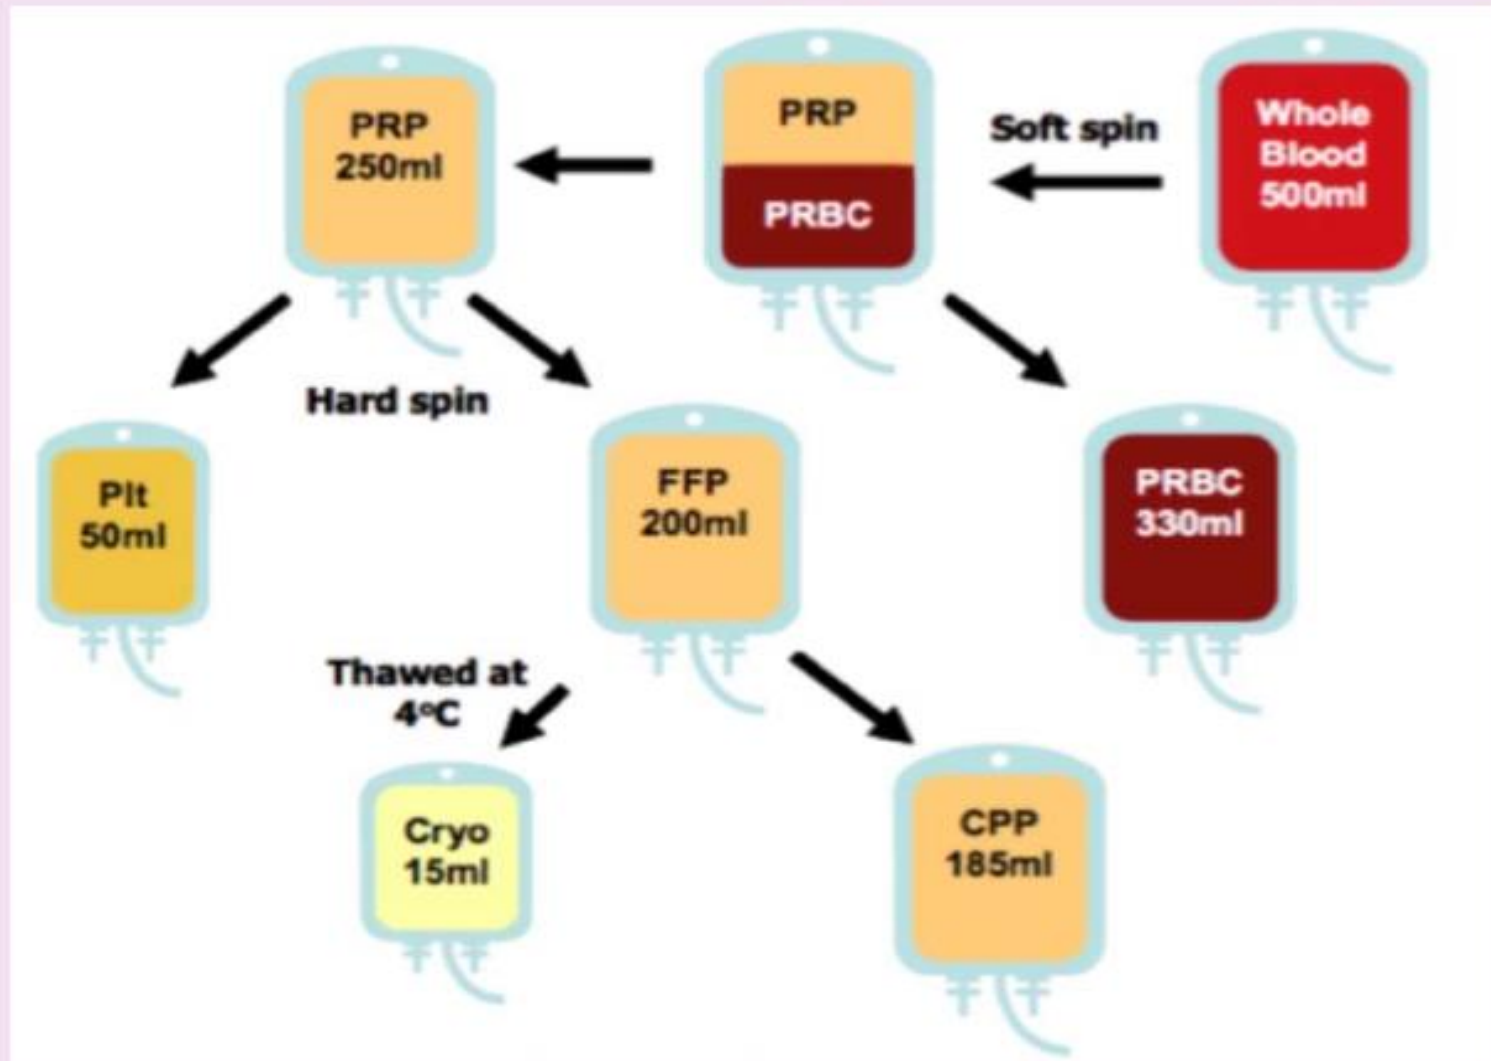 PRP
250ml
PRP
PRBC
Soft spin
Whole
Blood
500ml
Hard spin
Plt
50ml
FFP
200ml
PRBC
330ml
Thawed at
4°C
Cryo
15ml
CPP
185ml